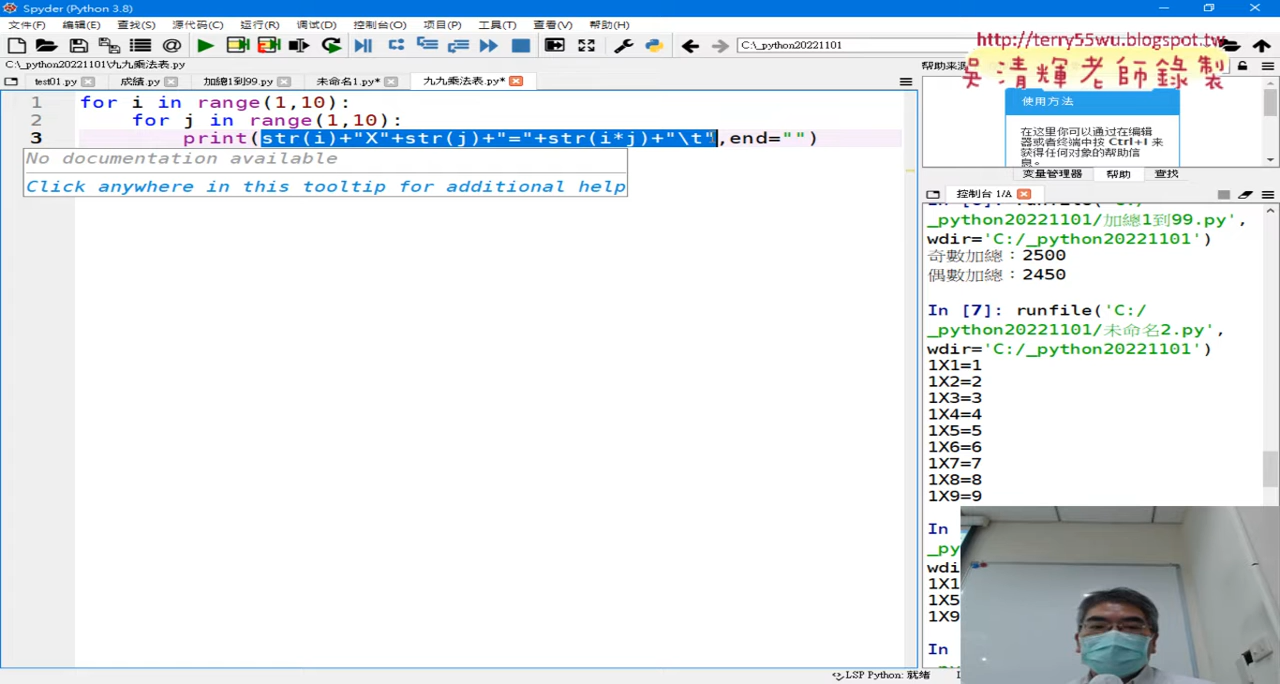 Spyder (Python 3.8)
文件(F) 编辑(E) 查找(S) 源代码(C) 运行(R) 调试(D) 控制台(O) 项目(P) 工具(T) 查看(V) 帮助(H)
C:\_python20221101
http://terry55wu.blogspot.tw
吳清輝老師錄製
C:\_python20221101\九九乘法表.py
test01.py 成績.py 加總1到99.py 未命名1.py* 九九乘法表.py*
1 for i in range(1,10):
2 for j in range(1,10):
3 print(str(i)+"X"+str(j)+"="+str(i*j)+"\t",end="")
No documentation available
Click anywhere in this tooltip for additional help
帮助来源
使用方法
在这里你可以通过在编辑
器或者终端中按 Ctrl+I 来
获得任何对象的帮助信
息。
变量管理器 帮助 查找
控制台 1/A
_python20221101/加總1到99.py',
wdir='C:/_python20221101')
奇數加總：2500
偶數加總：2450
In [7]: runfile('C:/
_python20221101/未命名2.py',
wdir='C:/_python20221101')
1X1=1
1X2=2
1X3=3
1X4=4
1X5=5
1X6=6
1X7=7
1X8=8
1X9=9
In
_py
wdi
1X1
1X5
1X9
In
LSP Python: 就绪